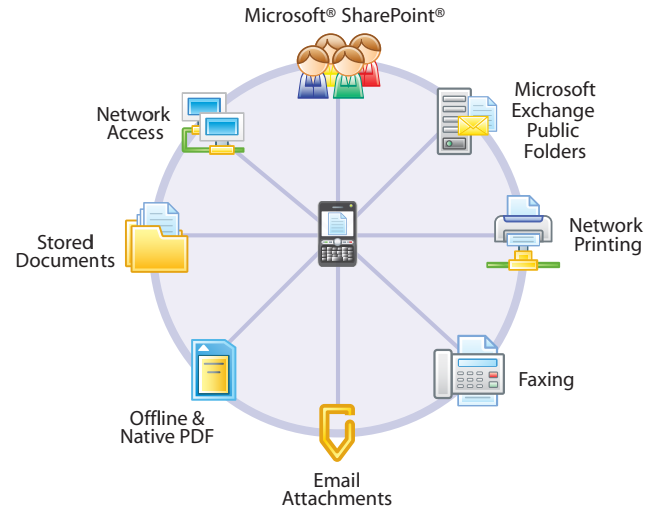 Microsoft® SharePoint®
Microsoft
Exchange
Public
Folders
Network
Printing
Faxing
Email
Attachments
Offline &
Native PDF
Stored
Documents
Network
Access